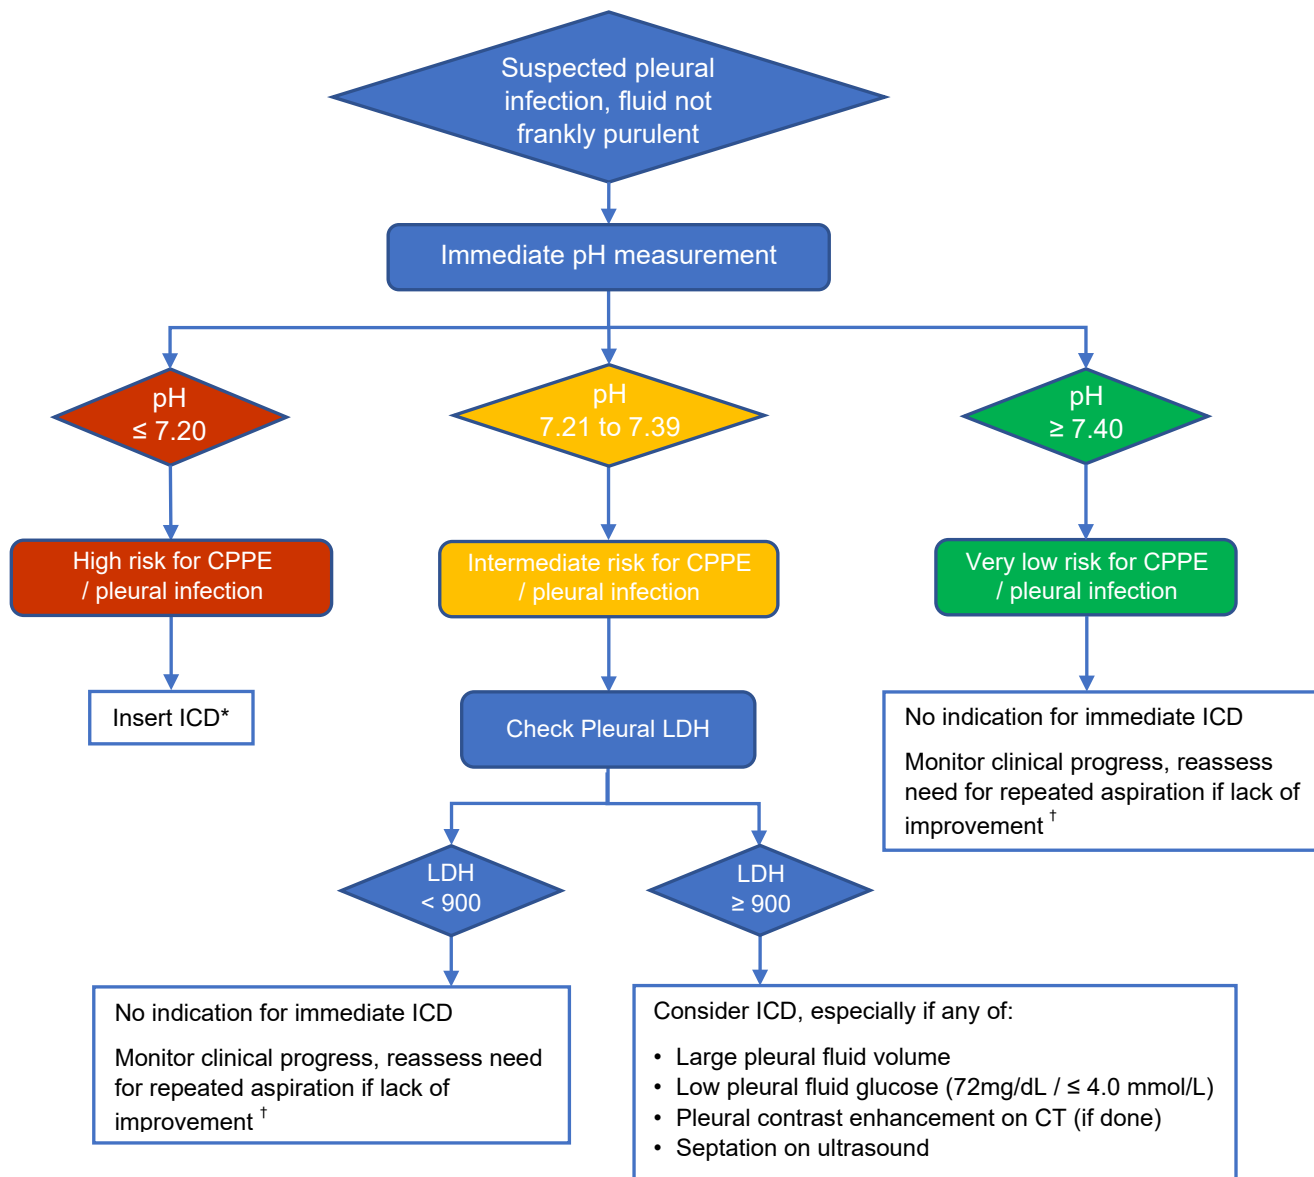 Suspected pleural
infection, fluid not
frankly purulent
Immediate pH measurement
pH
≤ 7.20
pH
7.21 to 7.39
pH
≥ 7.40
High risk for CPPE
/ pleural infection
Intermediate risk for CPPE
/ pleural infection
Very low risk for CPPE
/ pleural infection
Insert ICD*
Check Pleural LDH
No indication for immediate ICD
Monitor clinical progress, reassess
need for repeated aspiration if lack of
improvement †
LDH
< 900
LDH
≥ 900
No indication for immediate ICD
Monitor clinical progress, reassess need
for repeated aspiration if lack of
improvement †
Consider ICD, especially if any of:
• Large pleural fluid volume
• Low pleural fluid glucose (72mg/dL / ≤ 4.0 mmol/L)
• Pleural contrast enhancement on CT (if done)
• Septation on ultrasound